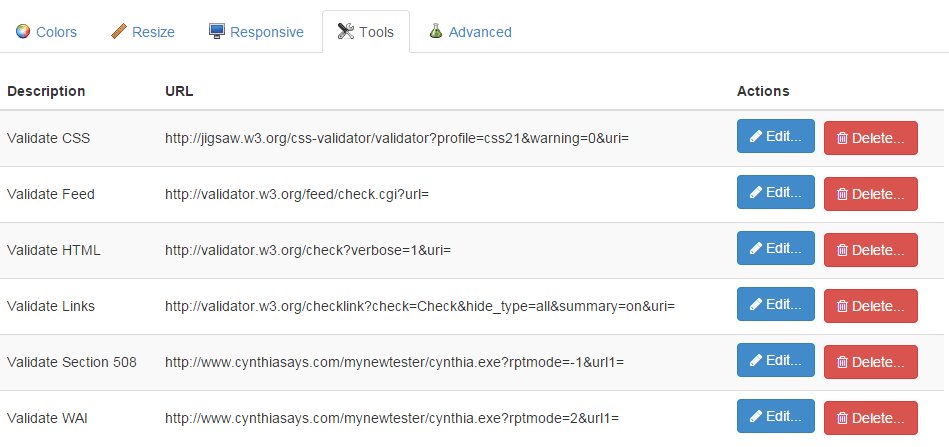 Colors Resize Responsive Tools Advanced
Description URL Actions
Validate CSS http://jigsaw.w3.org/css-validator/validator?profile=css21&warning=0&uri= Edit... Delete...
Validate Feed http://validator.w3.org/feed/check.cgi?url= Edit... Delete...
Validate HTML http://validator.w3.org/check?verbose=1&uri= Edit... Delete...
Validate Links http://validator.w3.org/checklink?check=Check&hide_type=all&summary=on&uri= Edit... Delete...
Validate Section 508 http://www.cynthiasays.com/mynewtester/cynthia.exe?rptmode=-1&url1= Edit... Delete...
Validate WAI http://www.cynthiasays.com/mynewtester/cynthia.exe?rptmode=2&url1= Edit... Delete...